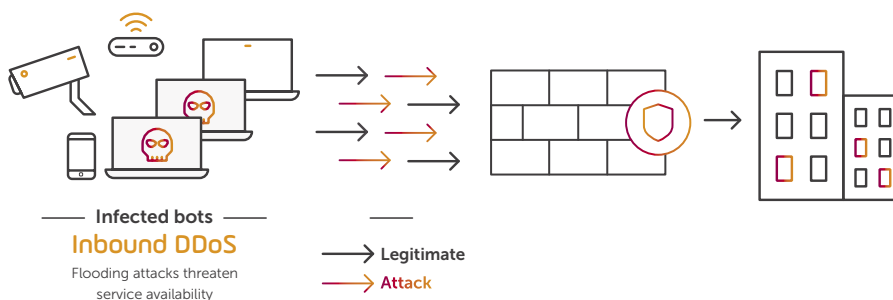 Infected bots
Inbound DDoS
Flooding attacks threaten
service availability
Legitimate
Attack